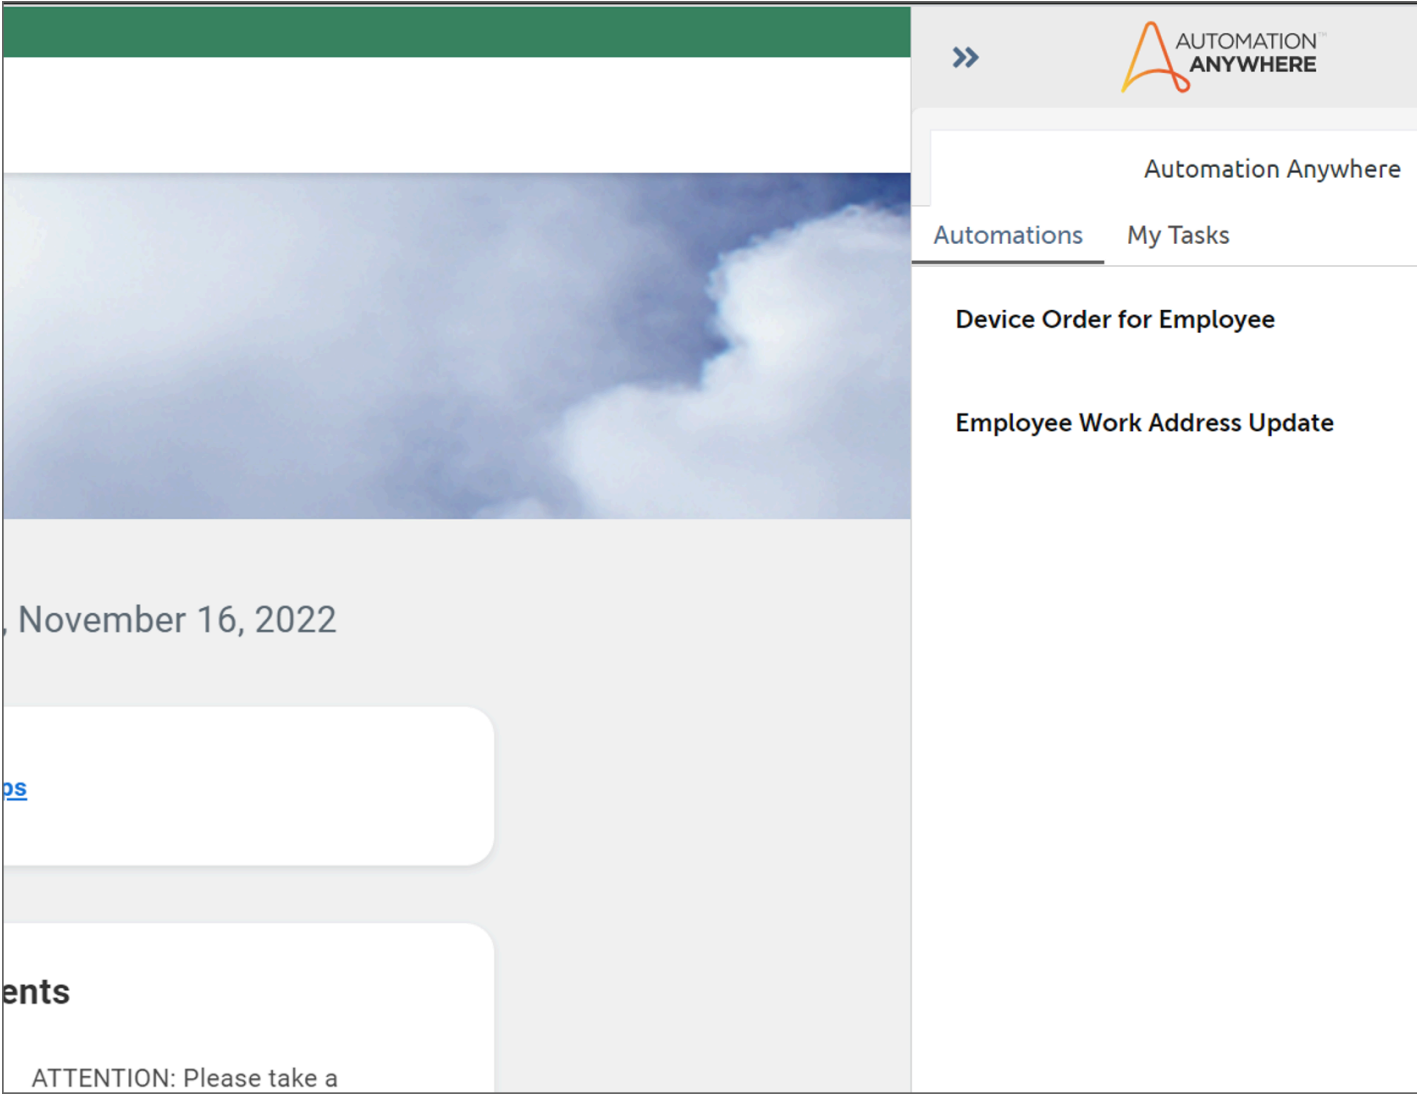 AUTOMATION™
ANYWHERE
Automation Anywhere
Automations My Tasks
Device Order for Employee
Employee Work Address Update
, November 16, 2022
ps
ents
ATTENTION: Please take a